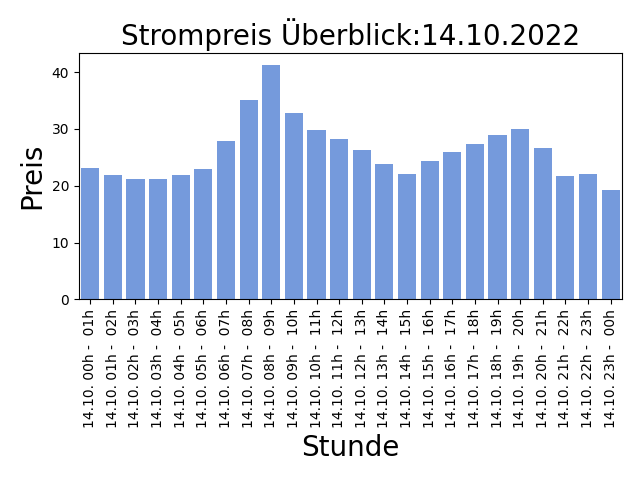 Strompreis Überblick:14.10.2022
Preis
40
30
20
10
0
14.10. 00h - 01h
14.10. 01h - 02h
14.10. 02h - 03h
14.10. 03h - 04h
14.10. 04h - 05h
14.10. 05h - 06h
14.10. 06h - 07h
14.10. 07h - 08h
14.10. 08h - 09h
14.10. 09h - 10h
14.10. 10h - 11h
14.10. 11h - 12h
14.10. 12h - 13h
14.10. 13h - 14h
14.10. 14h - 15h
14.10. 15h - 16h
14.10. 16h - 17h
14.10. 17h - 18h
14.10. 18h - 19h
14.10. 19h - 20h
14.10. 20h - 21h
14.10. 21h - 22h
14.10. 22h - 23h
14.10. 23h - 00h
Stunde